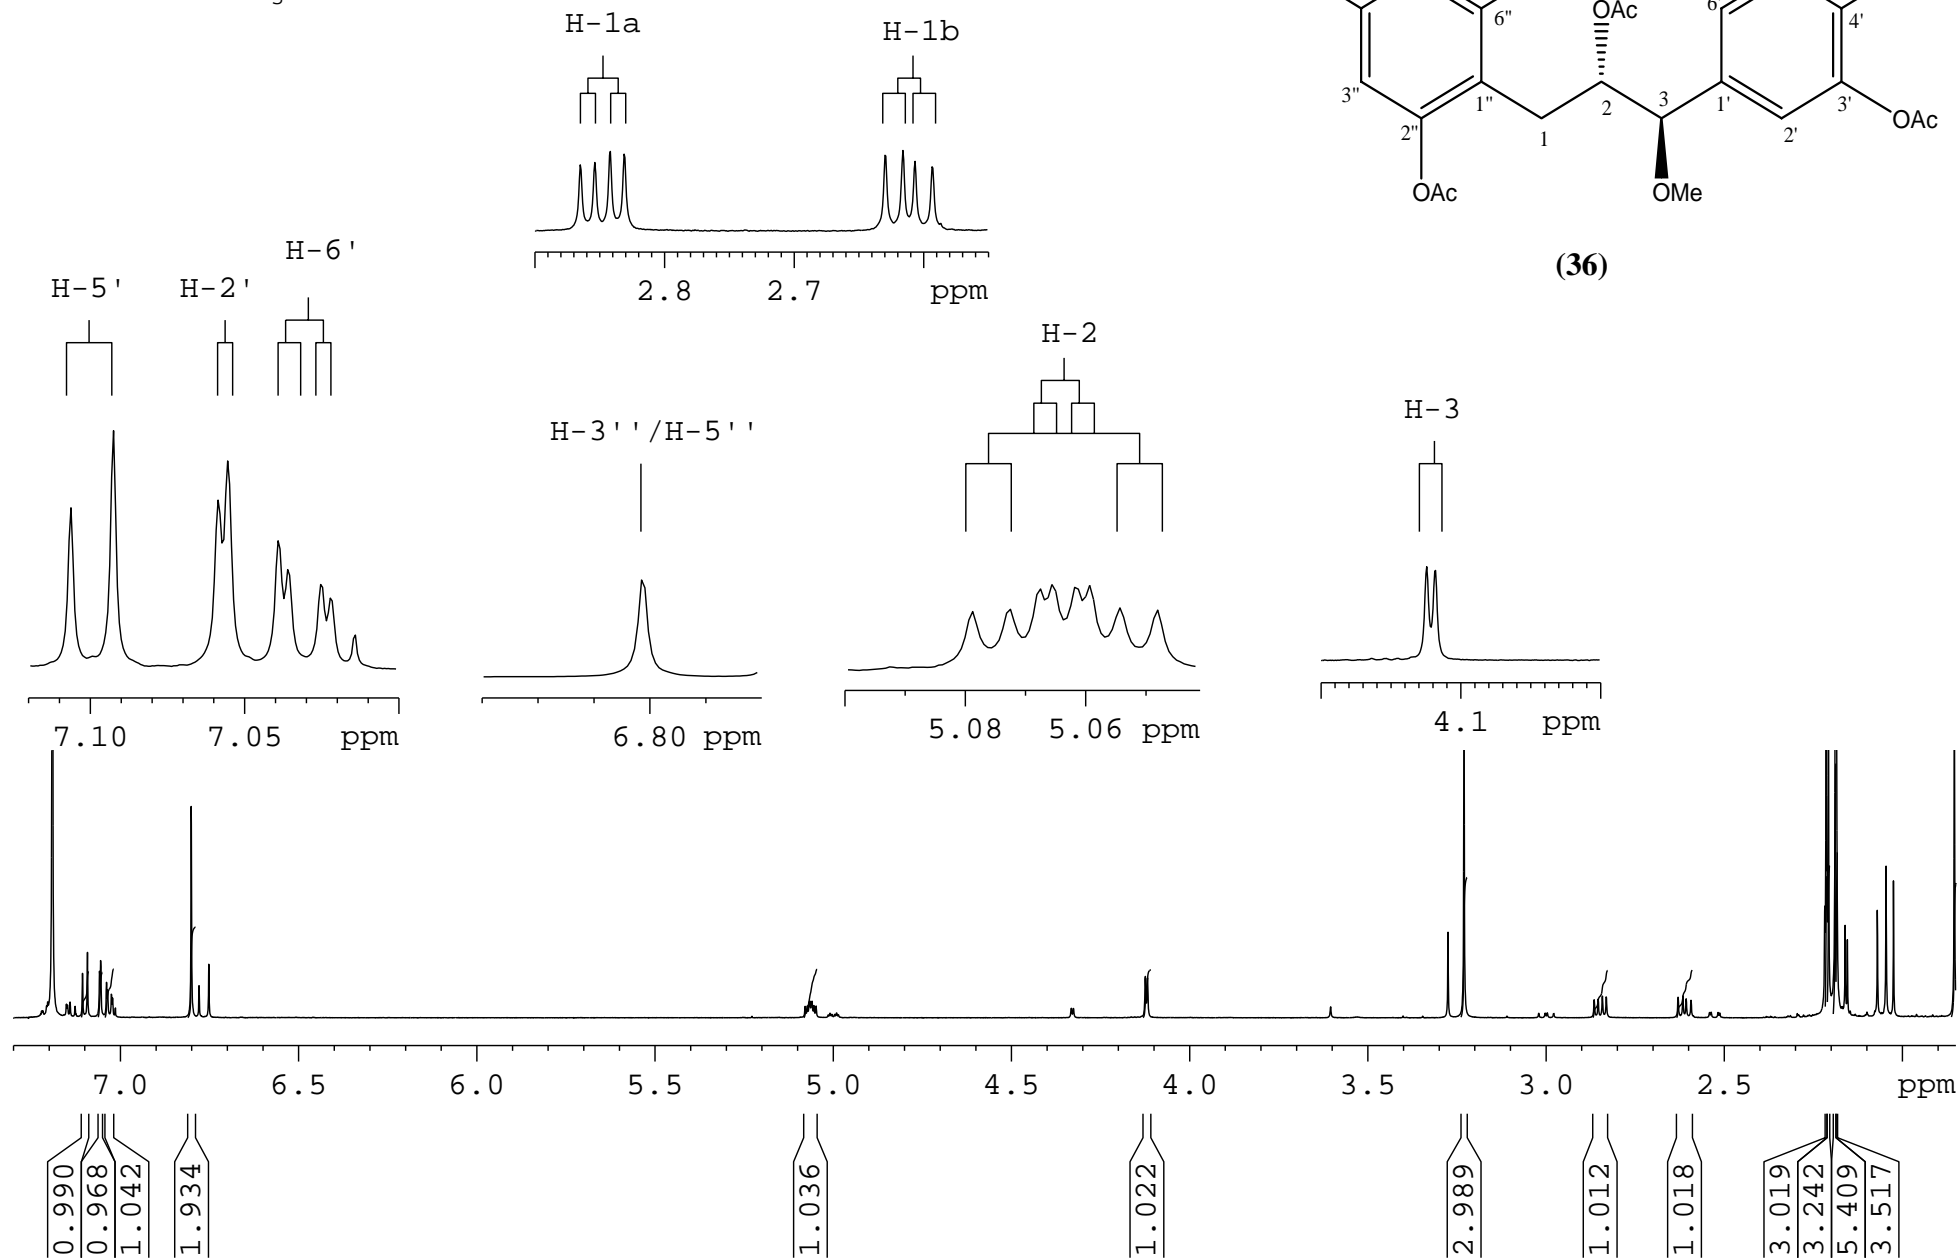 H-1a
H-1b
OAc
6"
6'
4'
3"
1"
2
3
1'
3'
2"
1
2'
OAc
OAc
OMe
(36)
2.8 2.7 ppm
H-5'
H-2'
H-6'
H-3''/H-5''
H-2
H-3
7.10 7.05 ppm
6.80 ppm
5.08 5.06 ppm
4.1 ppm
7.0 6.5 6.0 5.5 5.0 4.5 4.0 3.5 3.0 2.5 ppm
0.990
0.968
1.042
1.934
1.036
1.022
2.989
1.012
1.018
3.019
3.242
5.409
3.517